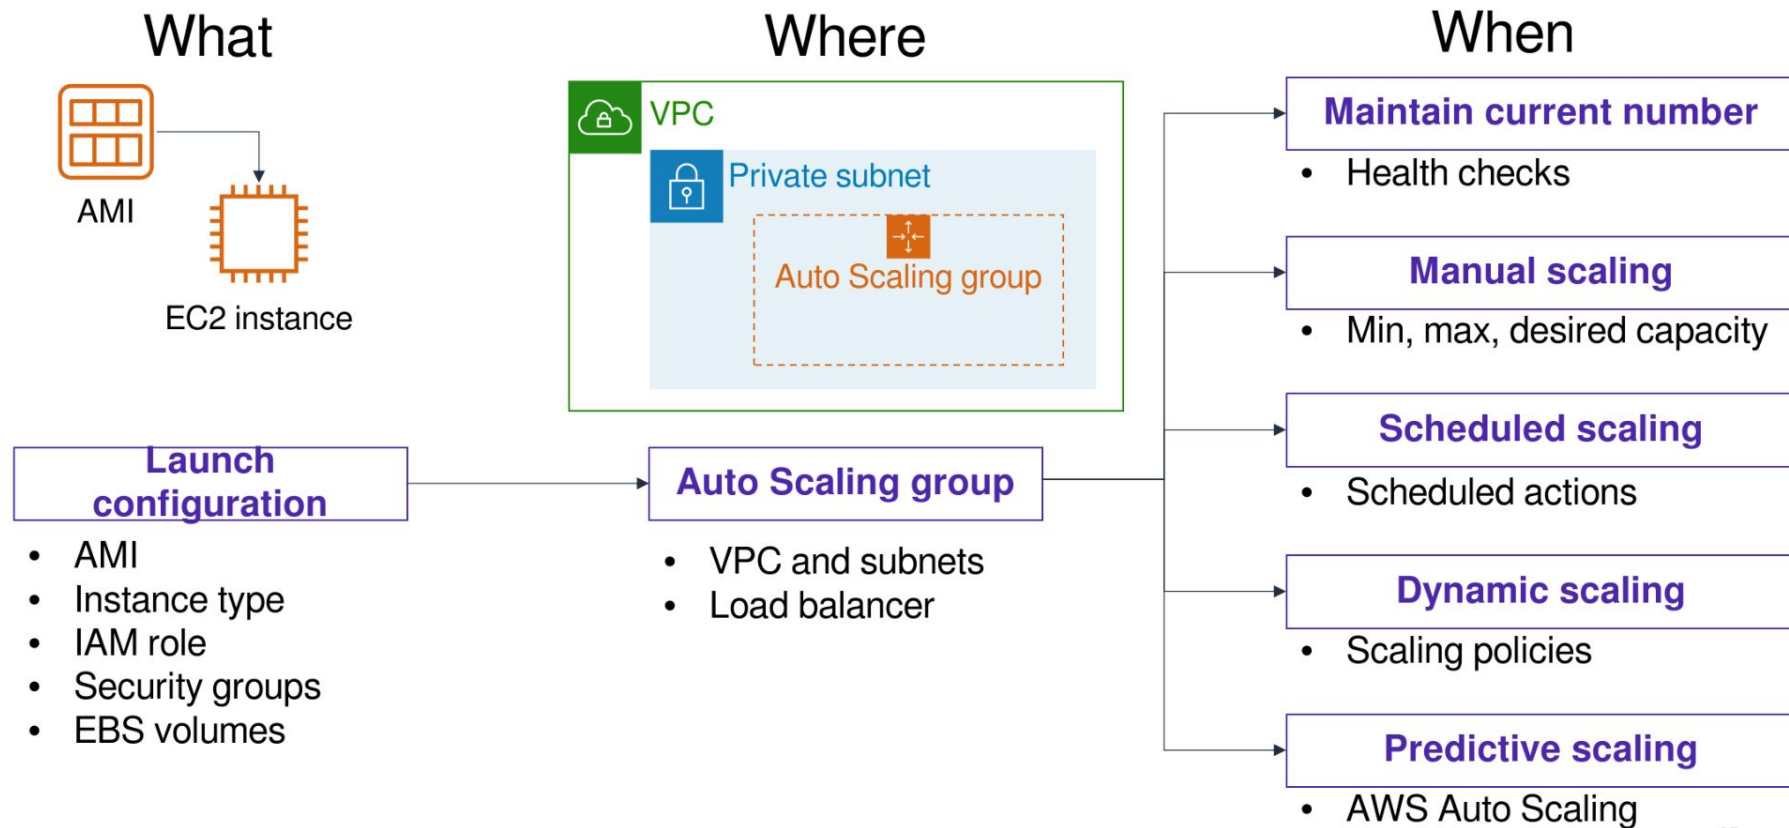 What
AMI
EC2 instance
Launch
configuration
• AMI
• Instance type
• IAM role
• Security groups
• EBS volumes
Where
VPC
Private subnet
Auto Scaling group
Auto Scaling group
• VPC and subnets
• Load balancer
When
Maintain current number
• Health checks
Manual scaling
• Min, max, desired capacity
Scheduled scaling
• Scheduled actions
Dynamic scaling
• Scaling policies
Predictive scaling
• AWS Auto Scaling